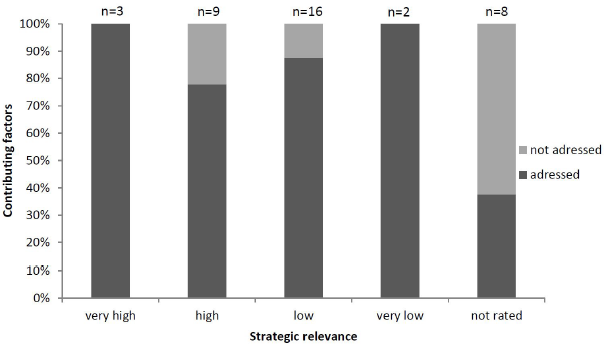 n=3 n=9 n=16 n=2 n=8
100%
90%
80%
70%
60%
50%
40%
30%
20%
10%
0%
Contributing factors
not adressed
adressed
very high high low very low not rated
Strategic relevance